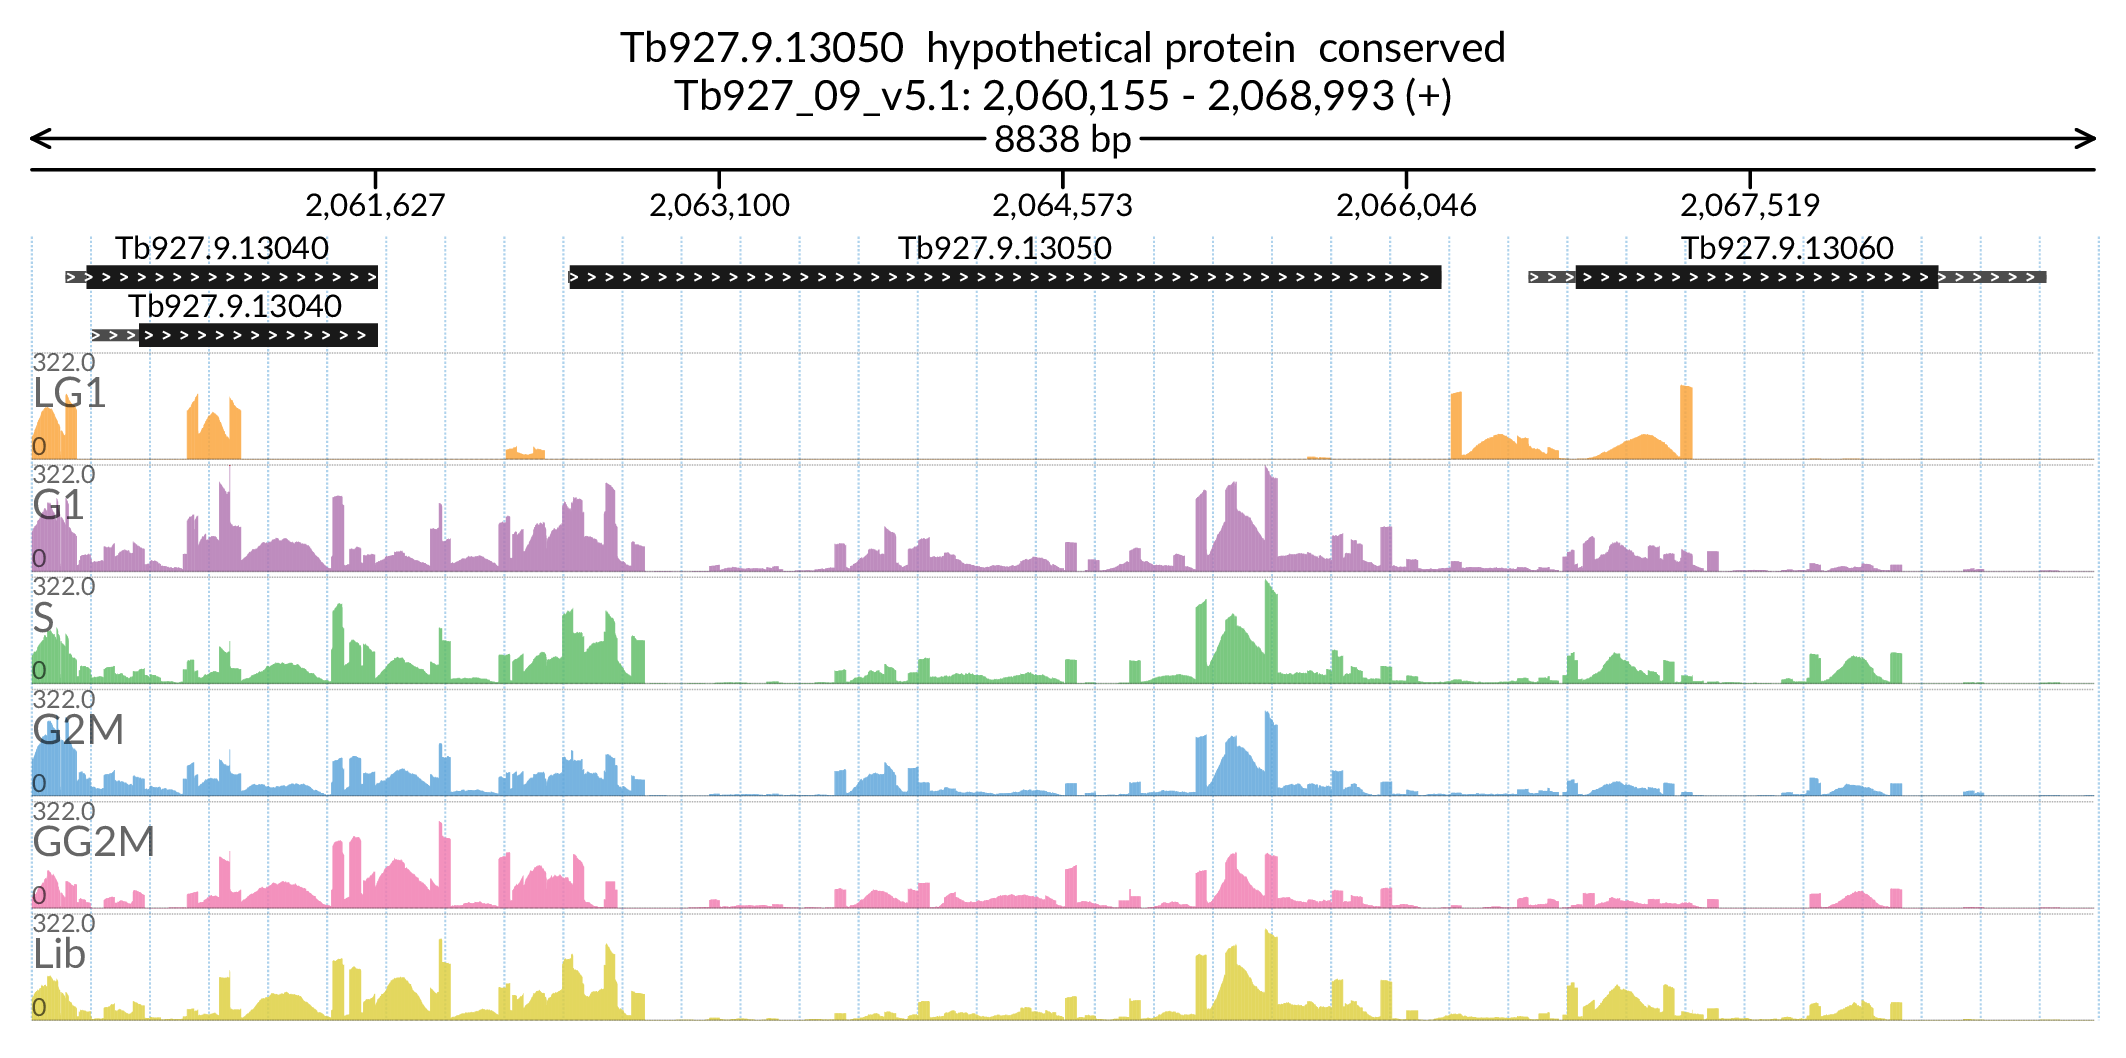 Tb927.9.13050 hypothetical protein conserved
Tb927_09_v5.1: 2,060,155 - 2,068,993 (+)
8838 bp
2,061,627 2,063,100 2,064,573 2,066,046 2,067,519
Tb927.9.13040 Tb927.9.13050 Tb927.9.13060
Tb927.9.13040
322.0
LG1
0
322.0
G1
0
322.0
S
0
322.0
G2M
0
322.0
GG2M
0
322.0
Lib
0